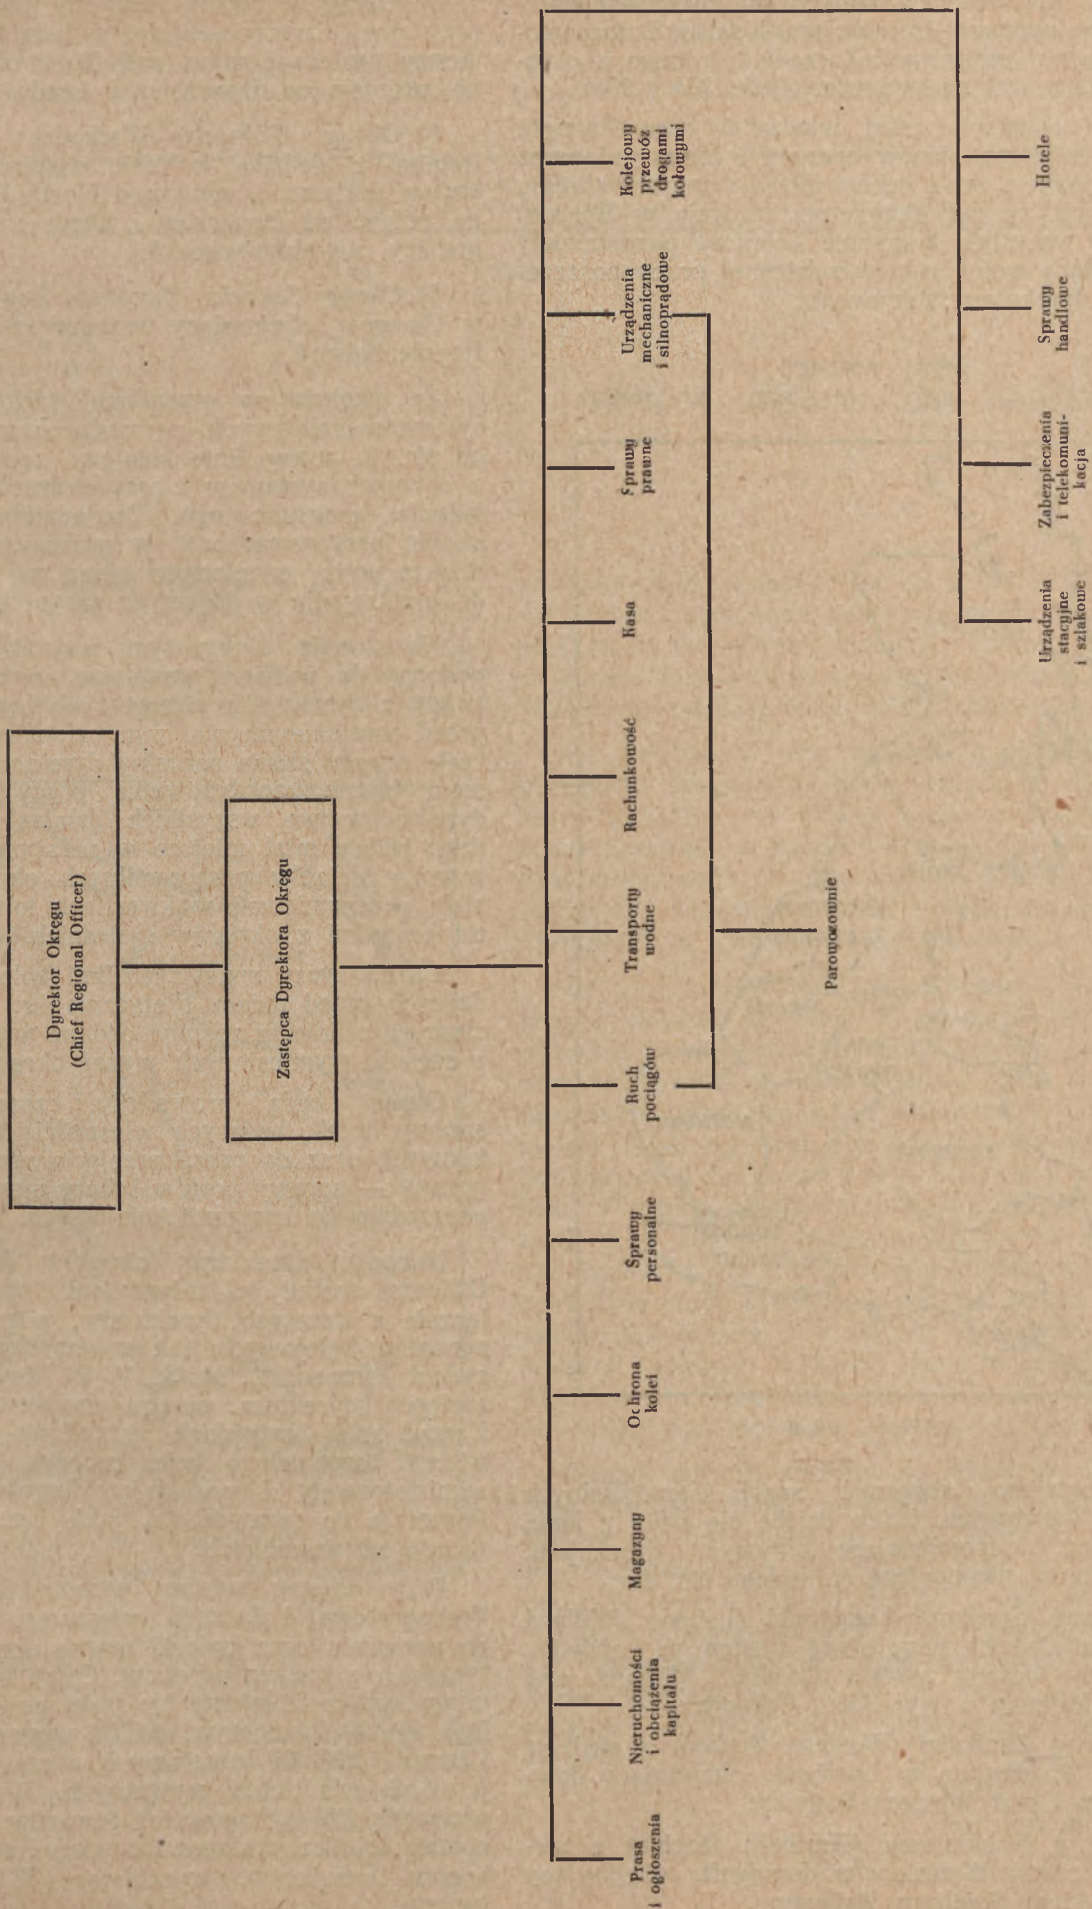 Dyrektor Okręgu
(Chief Regional Officer)
Zastępca Dyrektora Okręgu
Prasa
i ogłoszenia
Nieruchomości
i obciążenia
kapitału
Magazyny
Ochrona
kolei
Sprawy
personalne
Ruch
pociągów
Transporty
wodne
Rachunkowość
Kasa
Sprawy
prawne
Urządzenia
mechaniczne
i silnoprądowe
Kolejowy
przewóz
drogami
kołowymi
Parowozownie
Urządzenia
stacyjne
i szlakowe
Zabezpieczenia
i telekomuni-
kacja
Sprawy
handlowe
Hotele